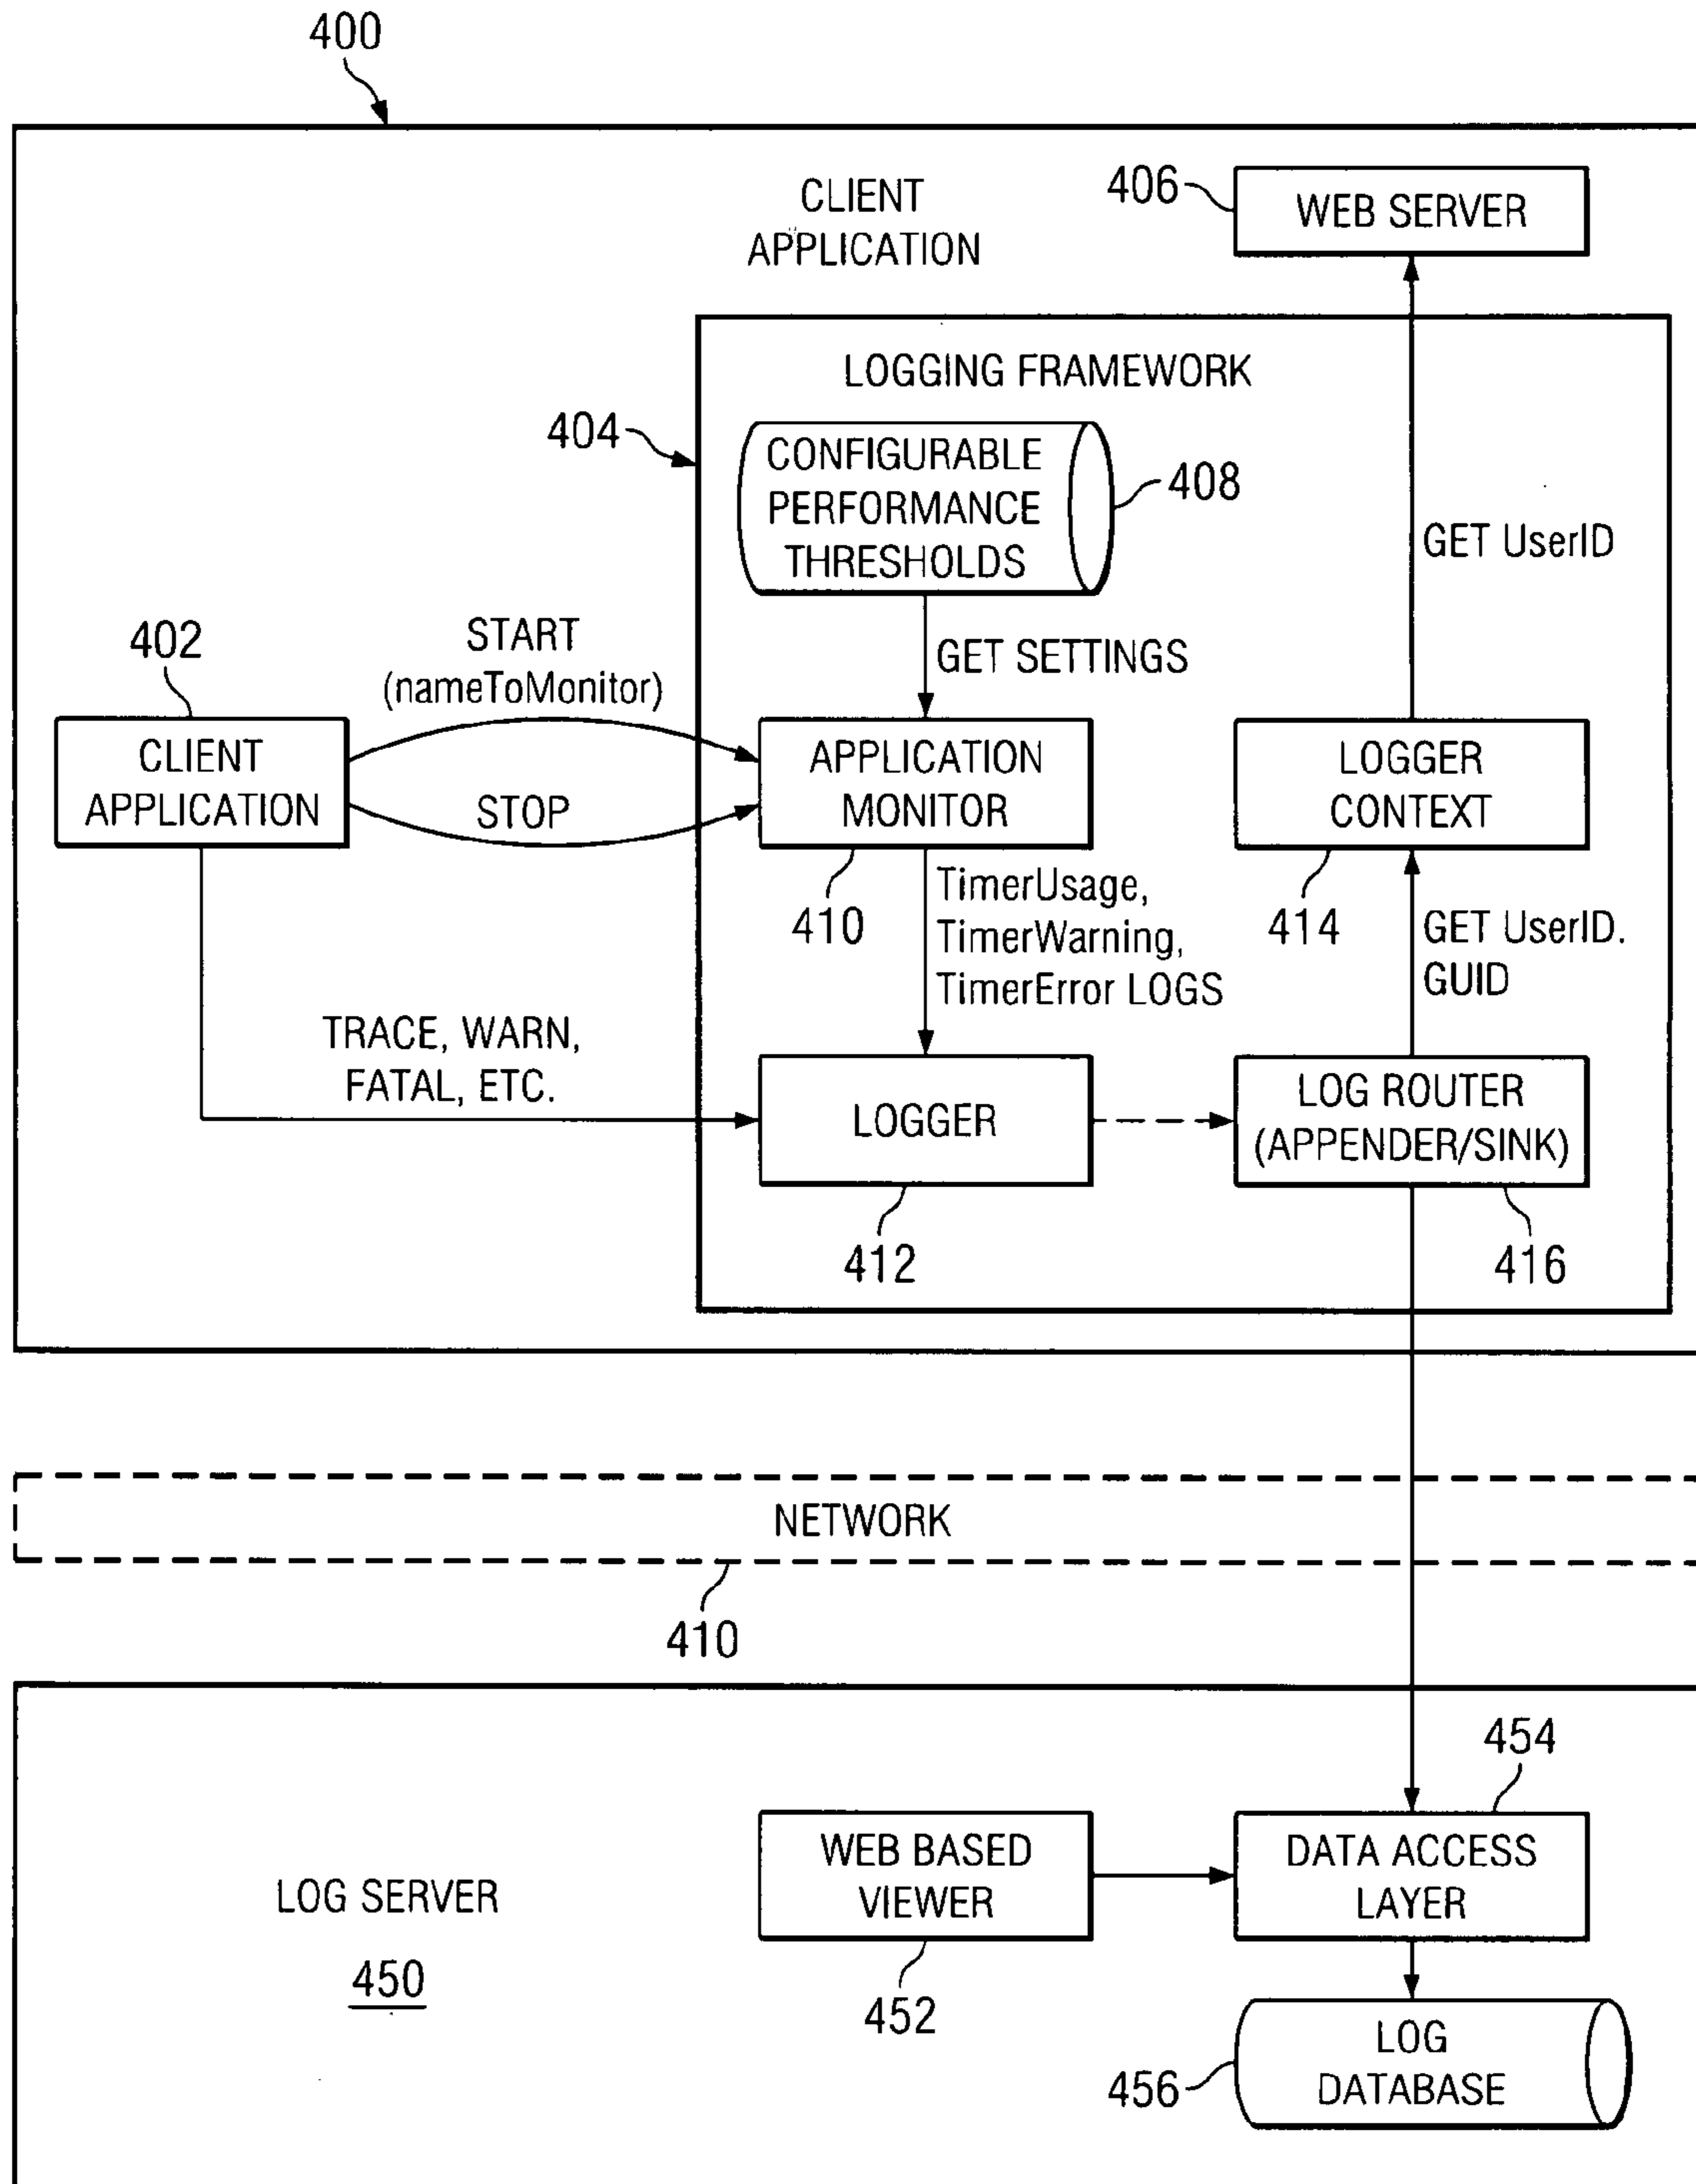 400
CLIENT
APPLICATION
406
WEB SERVER
LOGGING FRAMEWORK
404
CONFIGURABLE
PERFORMANCE
THRESHOLDS
408
GET UserID
402
START
(nameToMonitor)
GET SETTINGS
CLIENT
APPLICATION
STOP
APPLICATION
MONITOR
LOGGER
CONTEXT
410
TimerUsage,
TimerWarning,
TimerError LOGS
414
GET UserID.
GUID
TRACE, WARN,
FATAL, ETC.
LOGGER
LOG ROUTER
(APPENDER/SINK)
412
416
NETWORK
410
454
LOG SERVER
450
WEB BASED
VIEWER
DATA ACCESS
LAYER
452
456
LOG
DATABASE